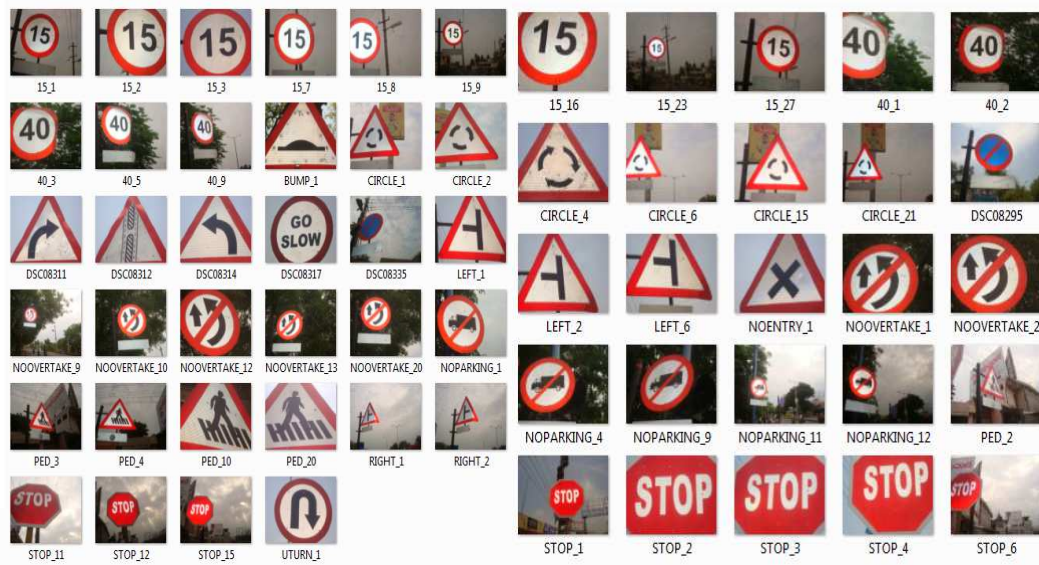 15 15 15 15 15 15
15_1 15_2 15_3 15_7 15_8 15_9
40 40 40
40_3 40_5 40_9 BUMP_1 CIRCLE_1 CIRCLE_2
GO
SLOW
DSC08311 DSC08312 DSC08314 DSC08317 DSC08335 LEFT_1
NOOVERTAKE_9 NOOVERTAKE_10 NOOVERTAKE_12 NOOVERTAKE_13 NOOVERTAKE_20 NOPARKING_1
PED_3 PED_4 PED_10 PED_20 RIGHT_1 RIGHT_2
STOP STOP STOP
STOP_11 STOP_12 STOP_15 UTURN_1
15 15 15 40 40
15_16 15_23 15_27 40_1 40_2
CIRCLE_4 CIRCLE_6 CIRCLE_15 CIRCLE_21 DSC08295
LEFT_2 LEFT_6 NOENTRY_1 NOOVERTAKE_1 NOOVERTAKE_2
NOPARKING_4 NOPARKING_9 NOPARKING_11 NOPARKING_12 PED_2
STOP STOP STOP STOP STOP
STOP_1 STOP_2 STOP_3 STOP_4 STOP_6